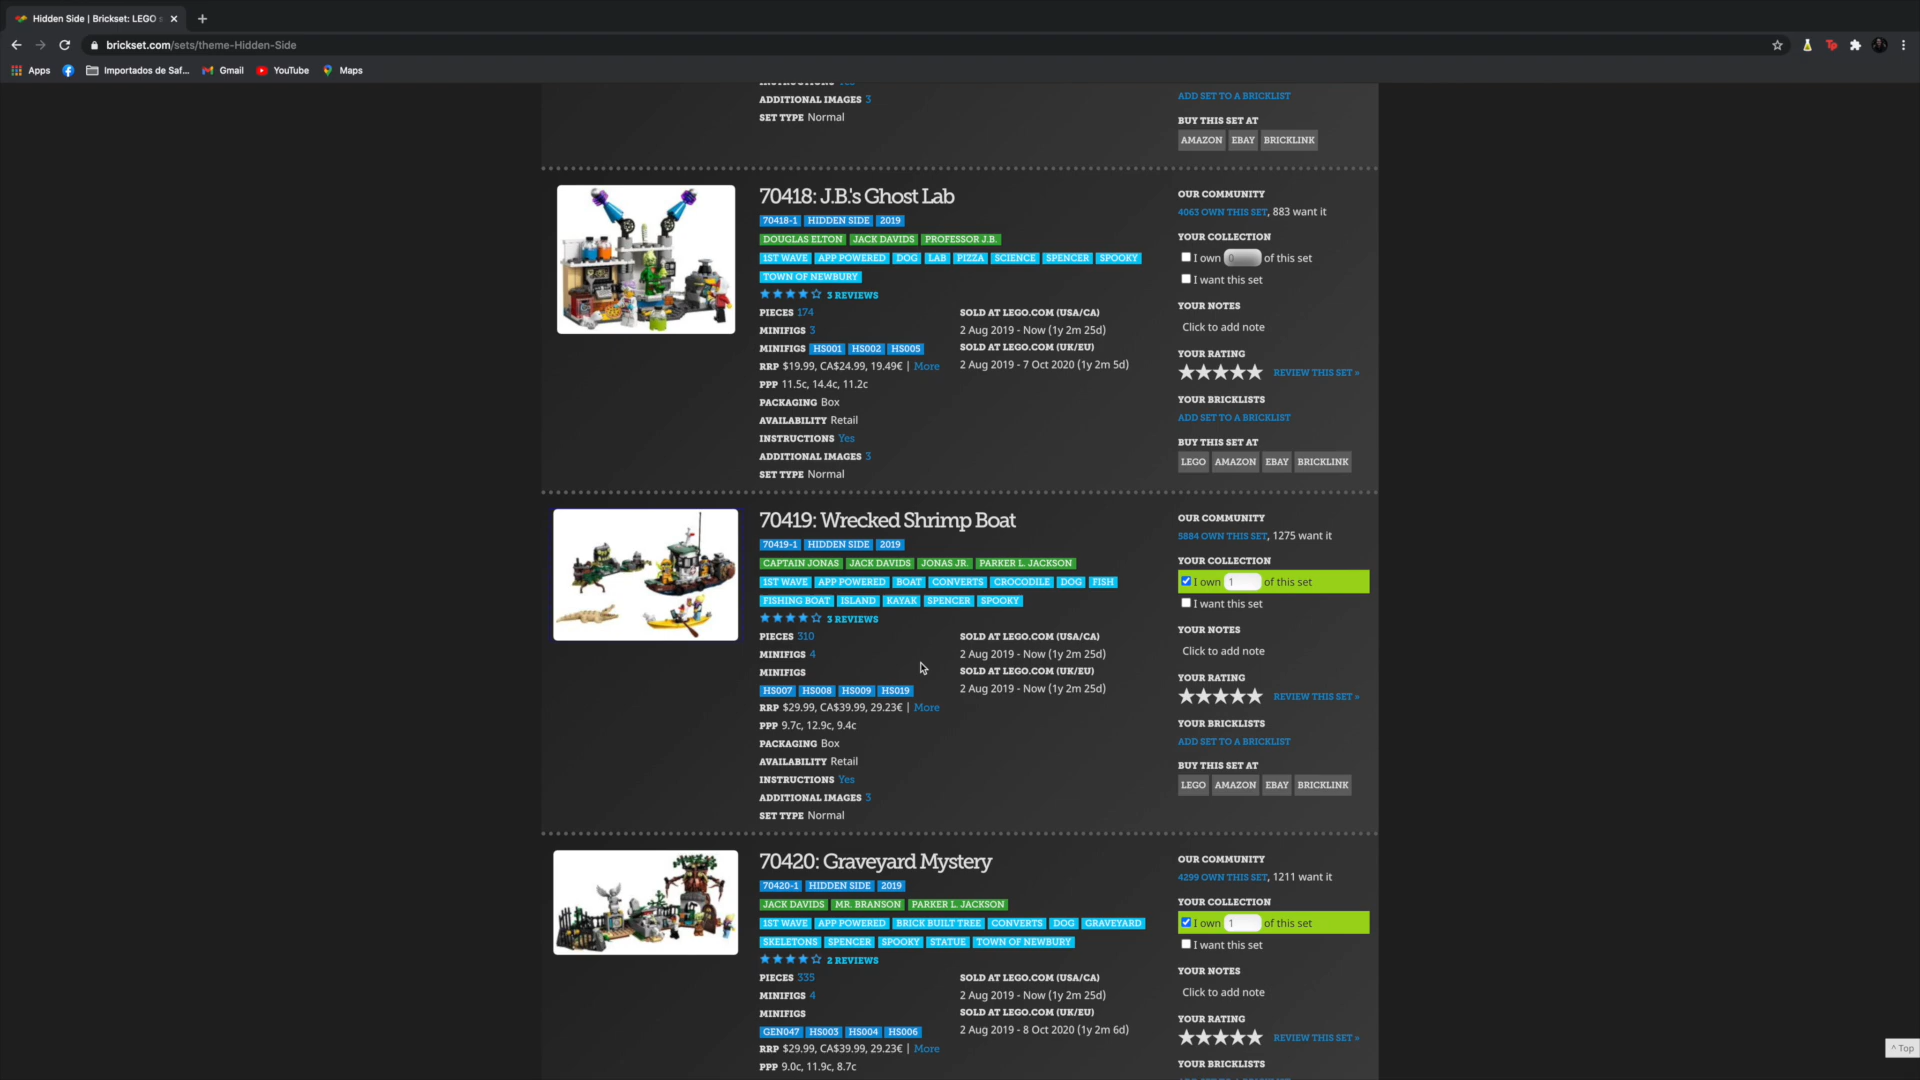 Hidden Side | Brickset: LEGO s
brickset.com/sets/theme-Hidden-Side
Apps Importados de Saf... Gmail YouTube Maps
ADDITIONAL IMAGES 3
SET TYPE Normal
ADD SET TO A BRICKLIST
BUY THIS SET AT
AMAZON EBAY BRICKLINK
70418: J.B.'s Ghost Lab
70418-1 HIDDEN SIDE 2019
DOUGLAS ELTON JACK DAVIDS PROFESSOR J.B.
1ST WAVE APP POWERED DOG LAB PIZZA SCIENCE SPENCER SPOOKY
TOWN OF NEWBURY
3 REVIEWS
PIECES 174
MINIFIGS 3
MINIFIGS HS001 HS002 HS005
RRP $19.99, CA$24.99, 19.49€ | More
PPP 11.5c, 14.4c, 11.2c
PACKAGING Box
AVAILABILITY Retail
INSTRUCTIONS Yes
ADDITIONAL IMAGES 3
SET TYPE Normal
SOLD AT LEGO.COM (USA/CA)
2 Aug 2019 - Now (1y 2m 25d)
SOLD AT LEGO.COM (UK/EU)
2 Aug 2019 - 7 Oct 2020 (1y 2m 5d)
OUR COMMUNITY
4063 OWN THIS SET, 883 want it
YOUR COLLECTION
I own 0 of this set
I want this set
YOUR NOTES
Click to add note
YOUR RATING
REVIEW THIS SET »
YOUR BRICKLISTS
ADD SET TO A BRICKLIST
BUY THIS SET AT
LEGO AMAZON EBAY BRICKLINK
70419: Wrecked Shrimp Boat
70419-1 HIDDEN SIDE 2019
CAPTAIN JONAS JACK DAVIDS JONAS JR. PARKER L. JACKSON
1ST WAVE APP POWERED BOAT CONVERTS CROCODILE DOG FISH
FISHING BOAT ISLAND KAYAK SPENCER SPOOKY
3 REVIEWS
PIECES 310
MINIFIGS 4
MINIFIGS
HS007 HS008 HS009 HS019
RRP $29.99, CA$39.99, 29.23€ | More
PPP 9.7c, 12.9c, 9.4c
PACKAGING Box
AVAILABILITY Retail
INSTRUCTIONS Yes
ADDITIONAL IMAGES 3
SET TYPE Normal
SOLD AT LEGO.COM (USA/CA)
2 Aug 2019 - Now (1y 2m 25d)
SOLD AT LEGO.COM (UK/EU)
2 Aug 2019 - Now (1y 2m 25d)
OUR COMMUNITY
5884 OWN THIS SET, 1275 want it
YOUR COLLECTION
I own 1 of this set
I want this set
YOUR NOTES
Click to add note
YOUR RATING
REVIEW THIS SET »
YOUR BRICKLISTS
ADD SET TO A BRICKLIST
BUY THIS SET AT
LEGO AMAZON EBAY BRICKLINK
70420: Graveyard Mystery
70420-1 HIDDEN SIDE 2019
JACK DAVIDS MR. BRANSON PARKER L. JACKSON
1ST WAVE APP POWERED BRICK BUILT TREE CONVERTS DOG GRAVEYARD
SKELETONS SPENCER SPOOKY STATUE TOWN OF NEWBURY
2 REVIEWS
PIECES 335
MINIFIGS 4
MINIFIGS
GEN047 HS003 HS004 HS006
RRP $29.99, CA$39.99, 29.23€ | More
PPP 9.0c, 11.9c, 8.7c
SOLD AT LEGO.COM (USA/CA)
2 Aug 2019 - Now (1y 2m 25d)
SOLD AT LEGO.COM (UK/EU)
2 Aug 2019 - 8 Oct 2020 (1y 2m 6d)
OUR COMMUNITY
4299 OWN THIS SET, 1211 want it
YOUR COLLECTION
I own 1 of this set
I want this set
YOUR NOTES
Click to add note
YOUR RATING
REVIEW THIS SET »
YOUR BRICKLISTS
^ Top